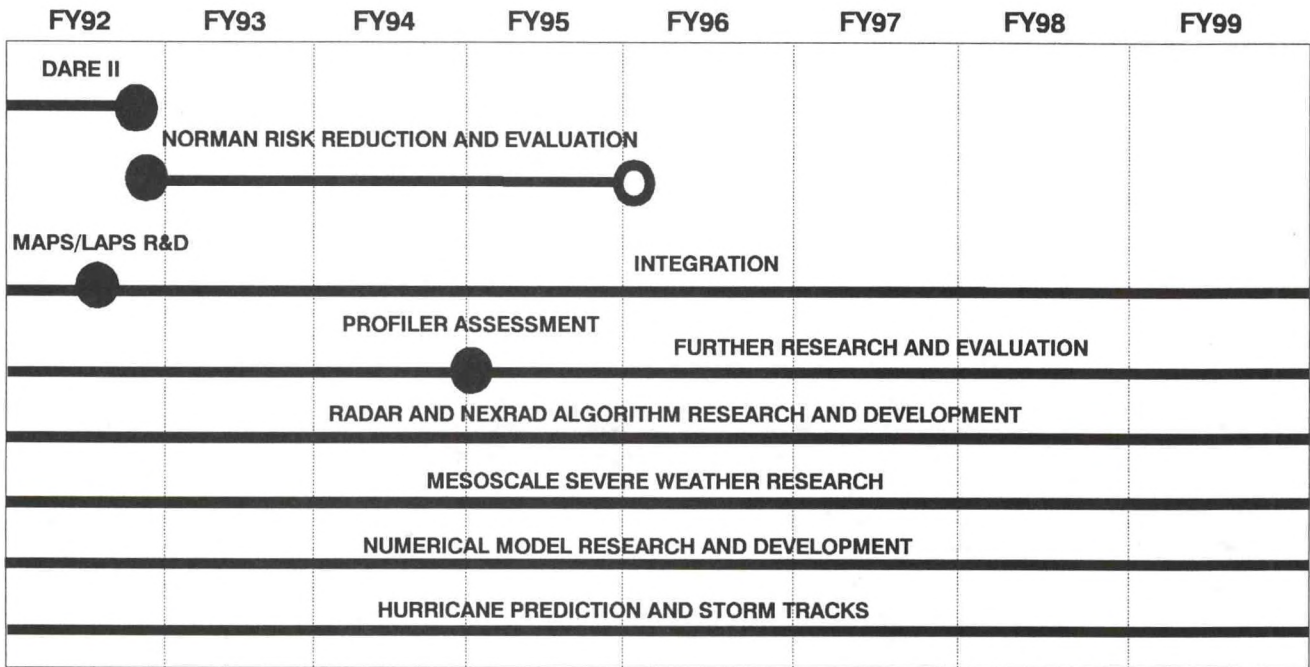 FY92 FY93 FY94 FY95 FY96 FY97 FY98 FY99
DARE II
NORMAN RISK REDUCTION AND EVALUATION
MAPS/LAPS R&D
INTEGRATION
PROFILER ASSESSMENT
FURTHER RESEARCH AND EVALUATION
RADAR AND NEXRAD ALGORITHM RESEARCH AND DEVELOPMENT
MESOSCALE SEVERE WEATHER RESEARCH
NUMERICAL MODEL RESEARCH AND DEVELOPMENT
HURRICANE PREDICTION AND STORM TRACKS